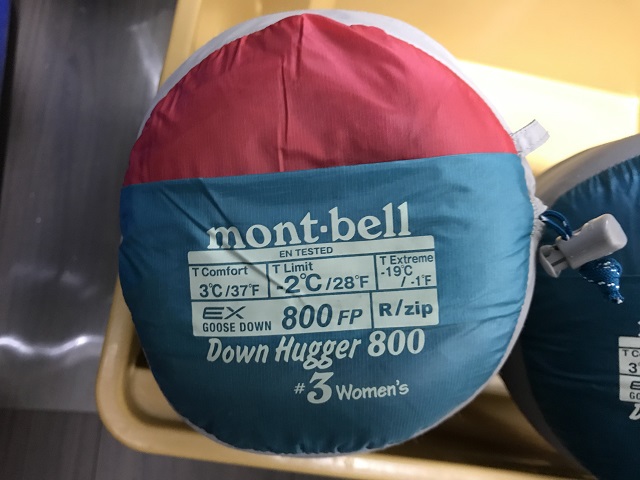 mont-bell
EN TESTED
T Comfort
3℃/37°F
T Limit
-2℃/28°F
T Extreme
-19℃
/ -1°F
EX
GOOSE DOWN
800 FP
R/zip
Down Hugger 800
#3 Women's
T C
3
E